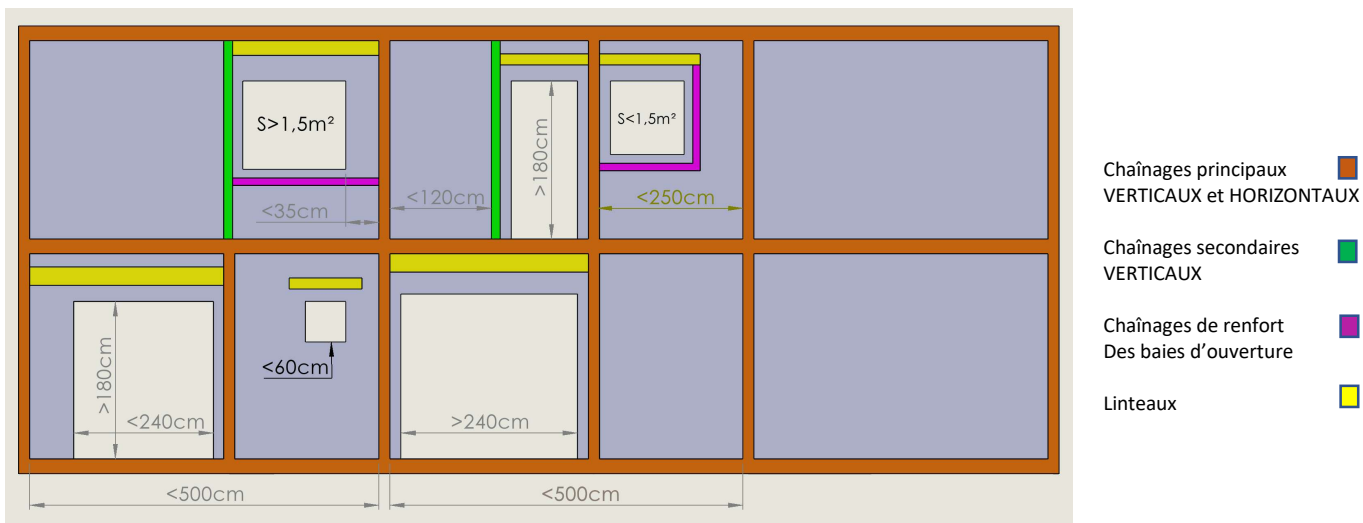 S>1,5m²
<35cm
<120cm
>180cm
S<1,5m²
<250cm
>180cm
<240cm
<60cm
>240cm
<500cm
<500cm
Chaînages principaux
VERTICAUX et HORIZONTAUX
Chaînages secondaires
VERTICAUX
Chaînages de renfort
Des baies d’ouverture
Linteaux